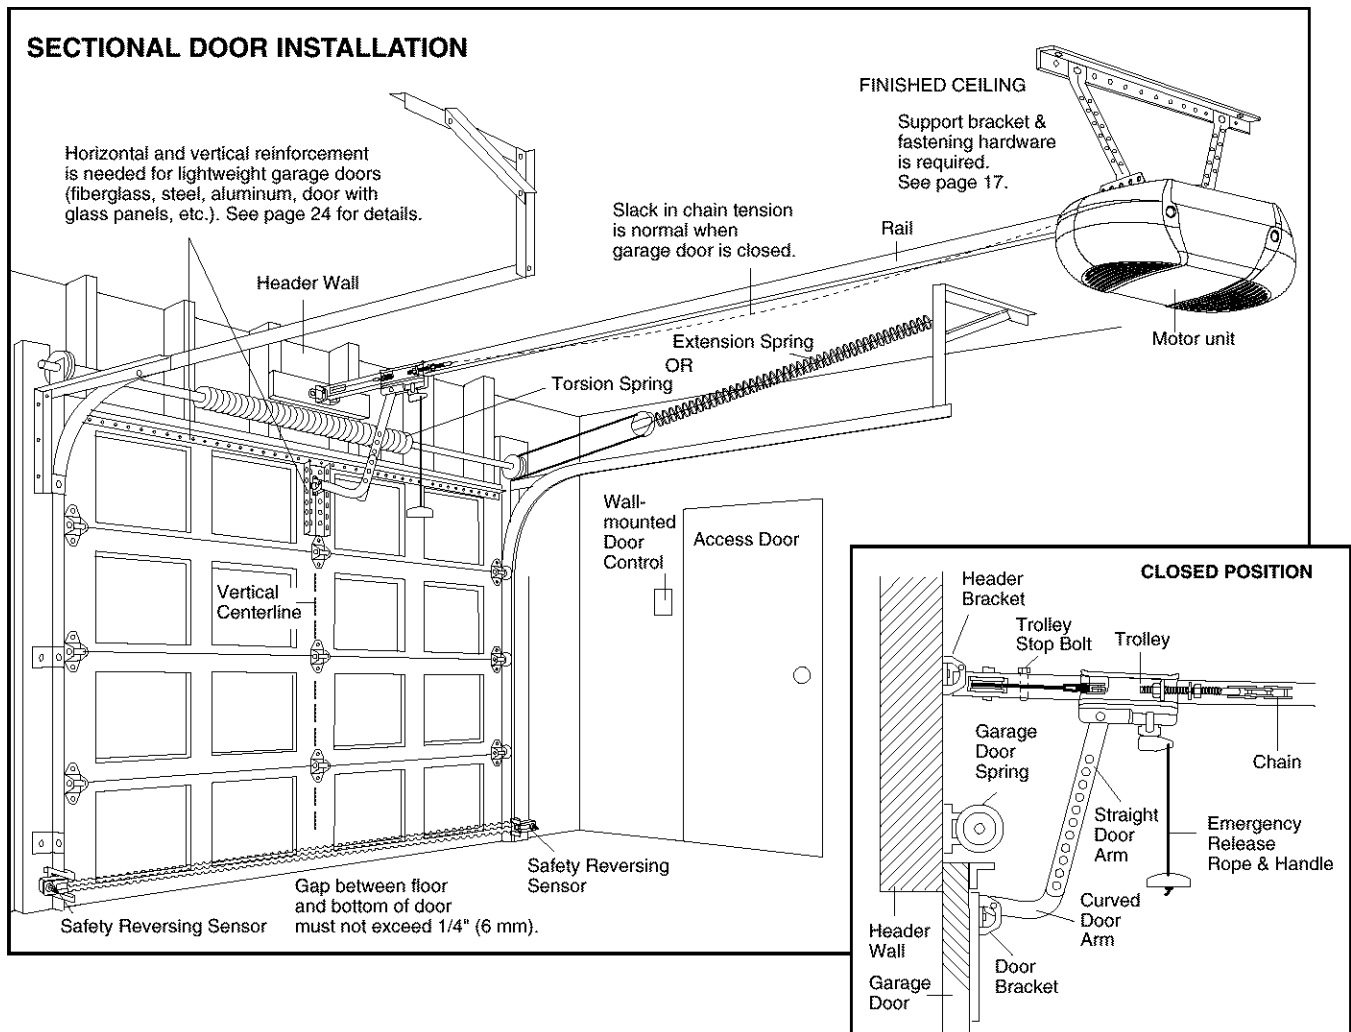 SECTIONAL DOOR INSTALLATION
Horizontal and vertical reinforcement
is needed for lightweight garage doors
(fiberglass, steel, aluminum, door with
glass panels, etc.). See page 24 for details.
Header Wall
FINISHED CEILING
Support bracket &
fastening hardware
is required.
See page 17.
Slack in chain tension
is normal when
garage door is closed.
Rail
Motor unit
Extension Spring
OR
Torsion Spring
Wall-
mounted
Door
Control
Access Door
Vertical
Centerline
Safety Reversing
Sensor
Gap between floor
and bottom of door
must not exceed 1/4" (6 mm).
Safety Reversing Sensor
CLOSED POSITION
Header
Bracket
Trolley
Stop Bolt
Trolley
Garage
Door
Spring
Chain
Straight
Door
Arm
Emergency
Release
Rope & Handle
Curved
Door
Arm
Header
Wall
Door
Bracket
Garage
Door